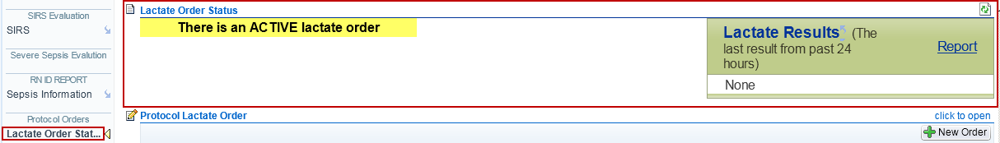 SIRS Evaluation
SIRS
Severe Sepsis Evalution
RN ID REPORT
Sepsis Information
Protocol Orders
Lactate Order Stat...
Lactate Order Status
There is an ACTIVE lactate order
Lactate Results (The
last result from past 24
hours)
Report
None
Protocol Lactate Order
click to open
New Order